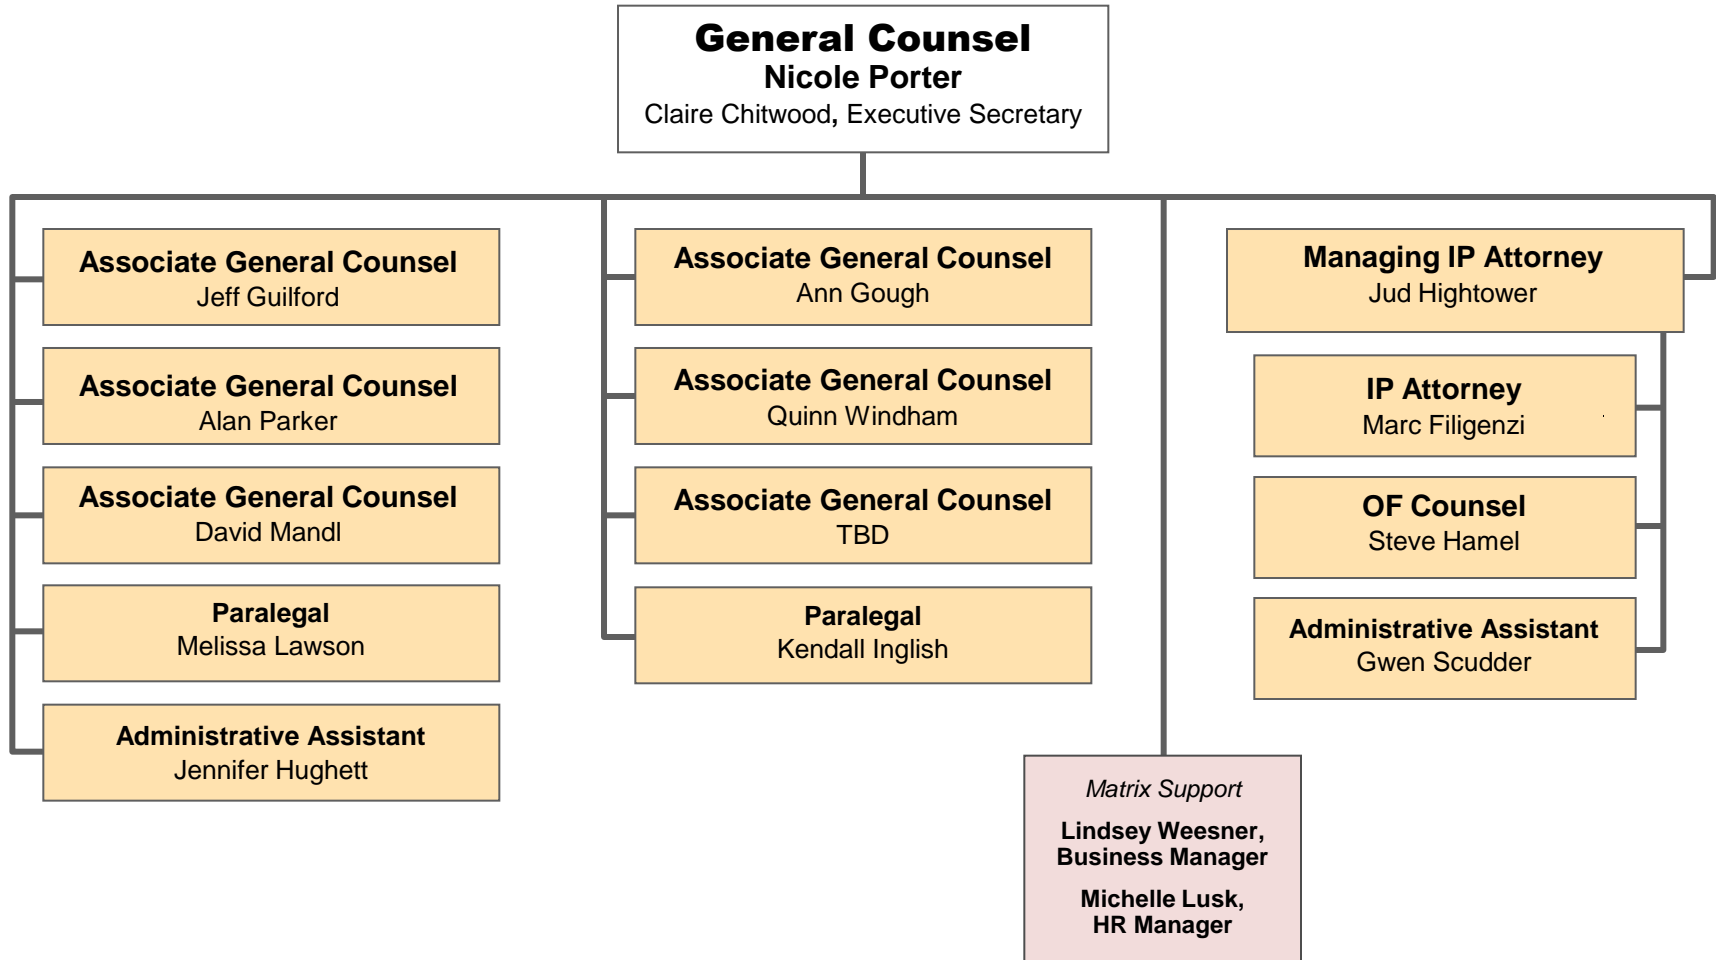 General Counsel
Nicole Porter
Claire Chitwood, Executive Secretary
Associate General Counsel
Jeff Guilford
Associate General Counsel
Alan Parker
Associate General Counsel
David Mandl
Paralegal
Melissa Lawson
Administrative Assistant
Jennifer Hughett
Associate General Counsel
Ann Gough
Associate General Counsel
Quinn Windham
Associate General Counsel
TBD
Paralegal
Kendall Inglish
Managing IP Attorney
Jud Hightower
IP Attorney
Marc Filigenzi
OF Counsel
Steve Hamel
Administrative Assistant
Gwen Scudder
Matrix Support
Lindsey Weesner,
Business Manager
Michelle Lusk,
HR Manager